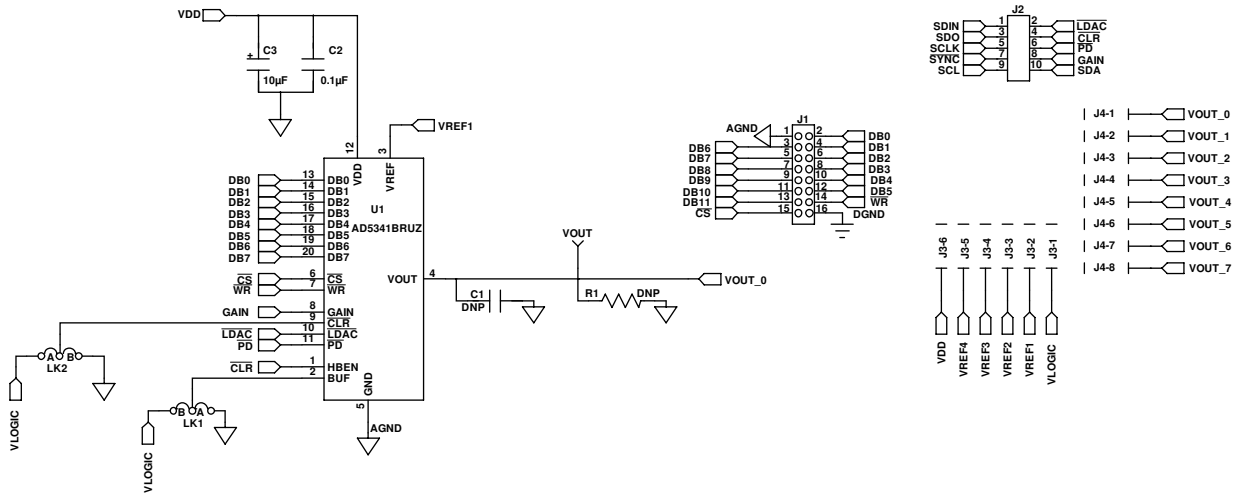 VDD
C3
+
10µF
C2
0.1µF
VREF1
12
3
VDD
VREF
U1
AD5341BRUZ
DB0 13 DB0
DB1 14 DB1
DB2 15 DB2
DB3 16 DB3
DB4 17 DB4
DB5 18 DB5
DB6 19 DB6
DB7 20 DB7
CS 6 CS
WR 7 WR
GAIN 8 GAIN
9 CLR
LDAC 10 LDAC
PD 11 PD
CLR 1 HBEN
2 BUF
GND
5
AGND
A B
LK2
VLOGIC
B A
LK1
VLOGIC
VOUT 4
C1
DNP
VOUT
R1 DNP
VOUT_0
J1
AGND 1 2 DB0
DB6 3 4 DB1
DB7 5 6 DB2
DB8 7 8 DB3
DB9 9 10 DB4
DB10 11 12 DB5
DB11 13 14 WR
CS 15 16 DGND
J2
SDIN 1 2 LDAC
SDO 3 4 CLR
SCLK 5 6 PD
SYNC 7 8 GAIN
SCL 9 10 SDA
J4-1 VOUT_0
J4-2 VOUT_1
J4-3 VOUT_2
J4-4 VOUT_3
J4-5 VOUT_4
J4-6 VOUT_5
J4-7 VOUT_6
J4-8 VOUT_7
J3-6 VDD
J3-5 VREF4
J3-4 VREF3
J3-3 VREF2
J3-2 VREF1
J3-1 VLOGIC